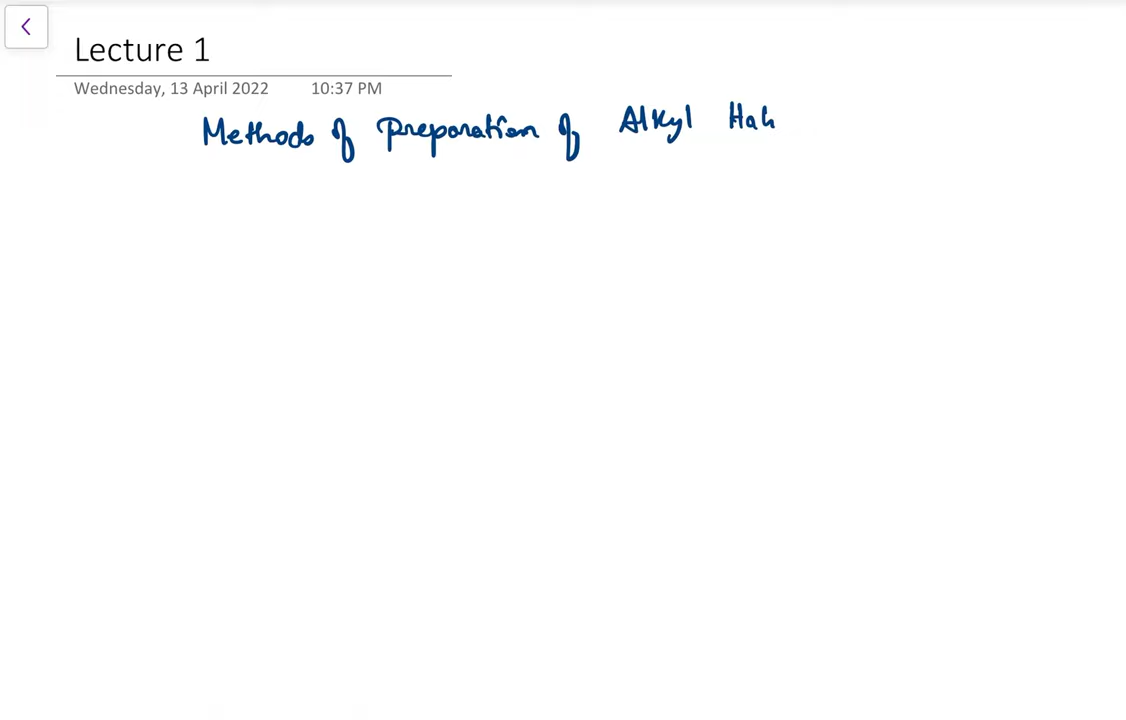 Lecture 1
Wednesday, 13 April 2022 10:37 PM
Methods of Preparation of Alkyl Hal